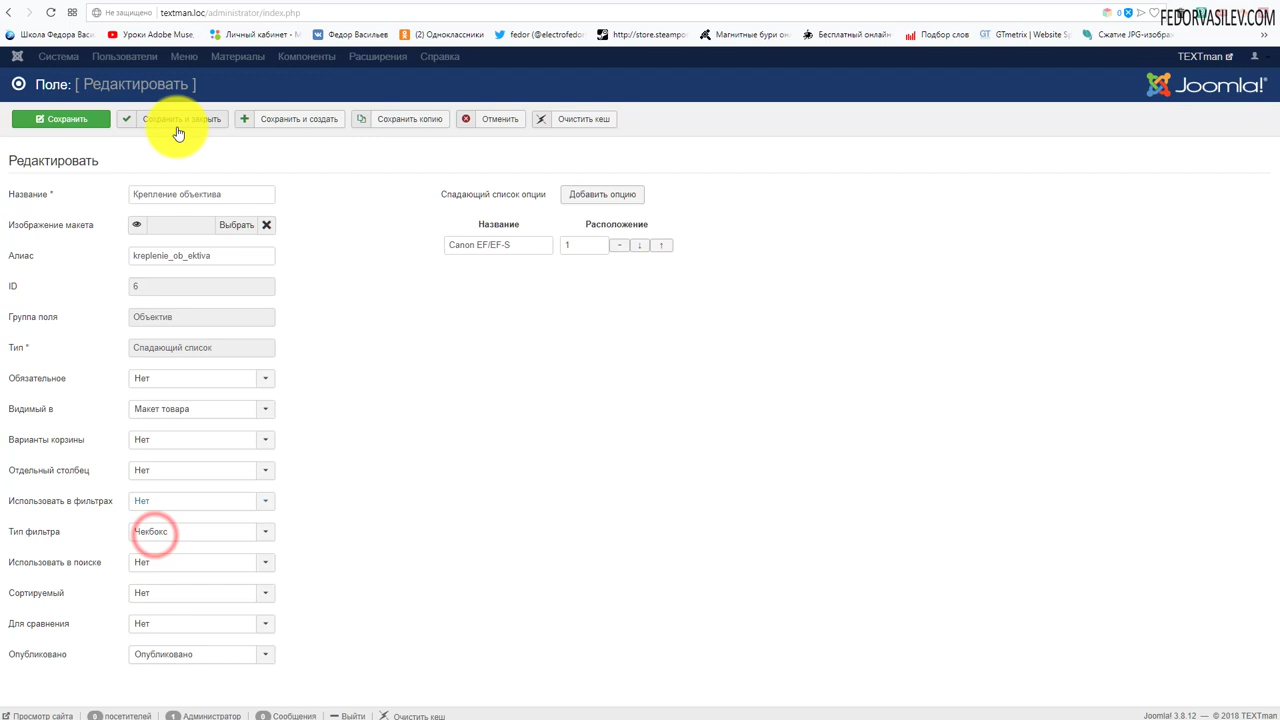 Не защищено textman.loc/administrator/index.php
FEDORVASILEV.COM
Школа Федора Васи. Уроки Adobe Muse. Личный кабинет - М Федор Васильев (2) Одноклассники fedor (@electrofedo http://store.steampo Магнитные бури он Бесплатный онлайн Подбор слов GTmetrix | Website S Сжатие JPG-изобра
Система Пользователи Меню Материалы Компоненты Расширения Справка TEXTman
Поле: [ Редактировать ] Joomla!
Сохранить Сохранить и закрыть Сохранить и создать Сохранить копию Отменить Очистить кеш
Редактировать
Название * Крепление объектива Спадающий список опции Добавить опцию
Изображение макета Выбрать Название Расположение
Canon EF/EF-S 1
Алиас kreplenie_ob_ektiva
ID 6
Группа поля Объектив
Тип * Спадающий список
Обязательное Нет
Видимый в Макет товара
Варианты корзины Нет
Отдельный столбец Нет
Использовать в фильтрах Нет
Тип фильтра Чекбокс
Использовать в поиске Нет
Сортируемый Нет
Для сравнения Нет
Опубликовано Опубликовано
Просмотр сайта 0 посетителей 1 Администратор 0 Сообщения Выйти Очистить кеш Joomla! 3.8.12 — © 2018 TEXTman